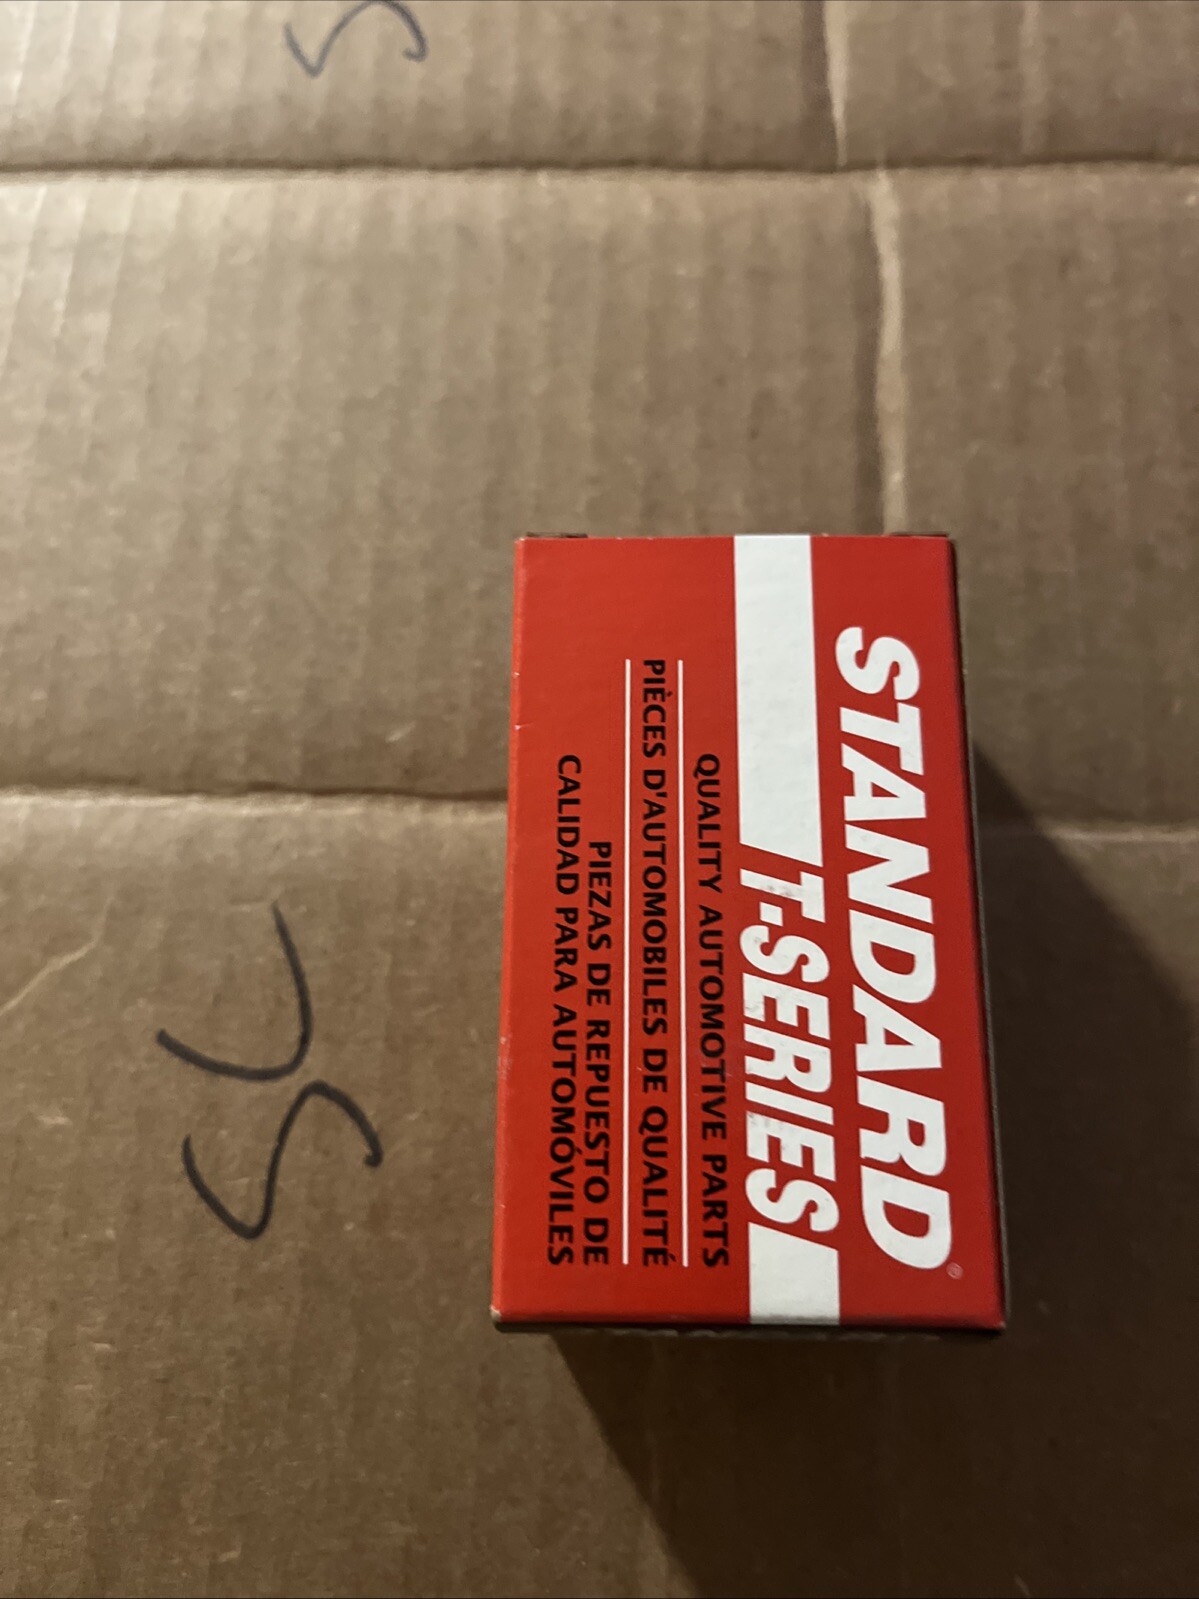 STANDARD®
T-SERIES
QUALITY AUTOMOTIVE PARTS
PIÈCES D'AUTOMOBILES DE QUALITÉ
PIEZAS DE REPUESTO DE
CALIDAD PARA AUTOMÓVILES